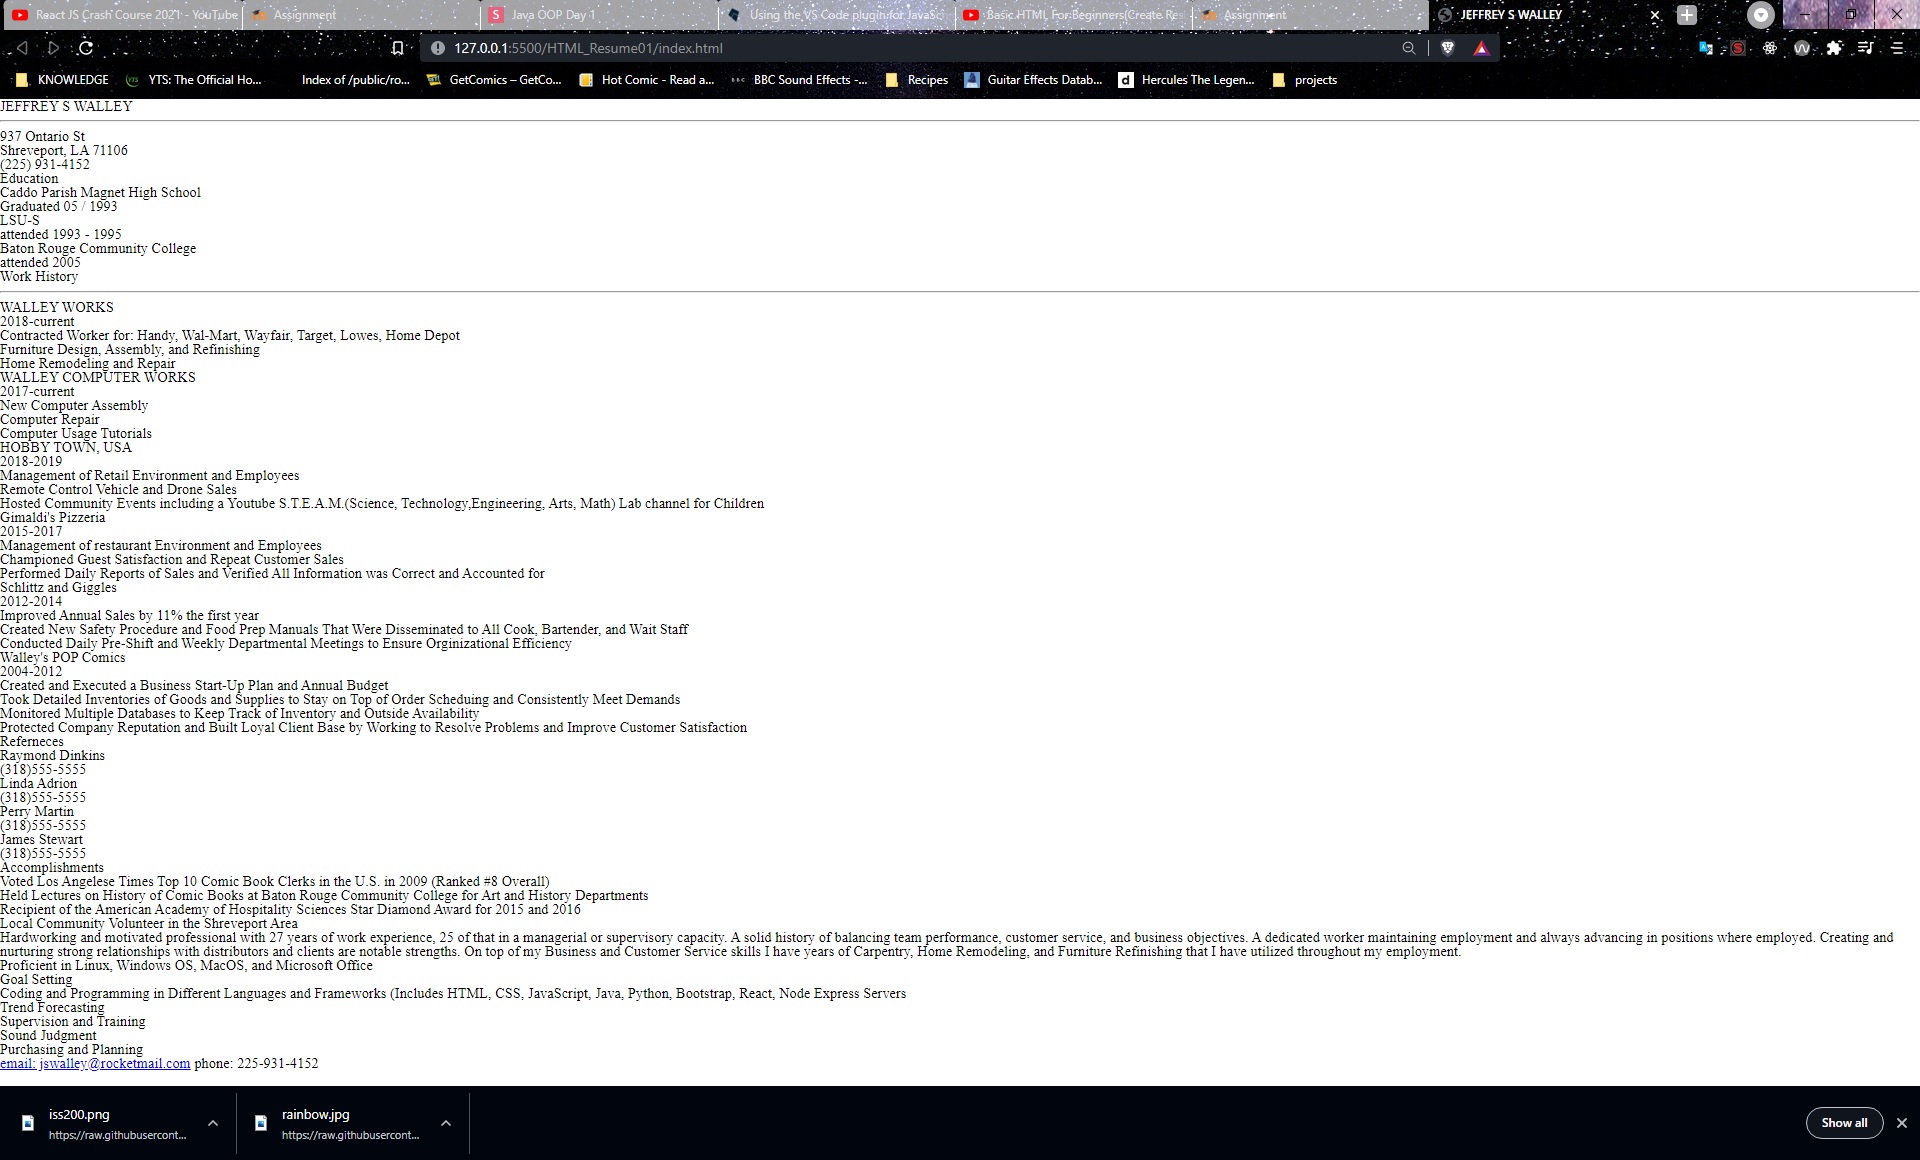 React JS Crash Course 2021 - YouTube
Assignment
Java OOP Day 1
Using the VS Code plugin for JavaSc
Basic HTML For Beginners(Create Res
Assignment
JEFFREY S WALLEY
127.0.0.1:5500/HTML_Resume01/index.html
KNOWLEDGE
YTS: The Official Ho...
Index of /public/ro...
GetComics – GetCo...
Hot Comic - Read a...
BBC Sound Effects -...
Recipes
Guitar Effects Datab...
Hercules The Legen...
projects
JEFFREY S WALLEY
937 Ontario St
Shreveport, LA 71106
(225) 931-4152
Education
Caddo Parish Magnet High School
Graduated 05 / 1993
LSU-S
attended 1993 - 1995
Baton Rouge Community College
attended 2005
Work History
WALLEY WORKS
2018-current
Contracted Worker for: Handy, Wal-Mart, Wayfair, Target, Lowes, Home Depot
Furniture Design, Assembly, and Refinishing
Home Remodeling and Repair
WALLEY COMPUTER WORKS
2017-current
New Computer Assembly
Computer Repair
Computer Usage Tutorials
HOBBY TOWN, USA
2018-2019
Management of Retail Environment and Employees
Remote Control Vehicle and Drone Sales
Hosted Community Events including a Youtube S.T.E.A.M.(Science, Technology,Engineering, Arts, Math) Lab channel for Children
Gimaldi's Pizzeria
2015-2017
Management of restaurant Environment and Employees
Championed Guest Satisfaction and Repeat Customer Sales
Performed Daily Reports of Sales and Verified All Information was Correct and Accounted for
Schlittz and Giggles
2012-2014
Improved Annual Sales by 11% the first year
Created New Safety Procedure and Food Prep Manuals That Were Disseminated to All Cook, Bartender, and Wait Staff
Conducted Daily Pre-Shift and Weekly Departmental Meetings to Ensure Orginizational Efficiency
Walley's POP Comics
2004-2012
Created and Executed a Business Start-Up Plan and Annual Budget
Took Detailed Inventories of Goods and Supplies to Stay on Top of Order Scheduing and Consistently Meet Demands
Monitored Multiple Databases to Keep Track of Inventory and Outside Availability
Protected Company Reputation and Built Loyal Client Base by Working to Resolve Problems and Improve Customer Satisfaction
Referneces
Raymond Dinkins
(318)555-5555
Linda Adrion
(318)555-5555
Perry Martin
(318)555-5555
James Stewart
(318)555-5555
Accomplishments
Voted Los Angelese Times Top 10 Comic Book Clerks in the U.S. in 2009 (Ranked #8 Overall)
Held Lectures on History of Comic Books at Baton Rouge Community College for Art and History Departments
Recipient of the American Academy of Hospitality Sciences Star Diamond Award for 2015 and 2016
Local Community Volunteer in the Shreveport Area
Hardworking and motivated professional with 27 years of work experience, 25 of that in a managerial or supervisory capacity. A solid history of balancing team performance, customer service, and business objectives. A dedicated worker maintaining employment and always advancing in positions where employed. Creating and
nurturing strong relationships with distributors and clients are notable strengths. On top of my Business and Customer Service skills I have years of Carpentry, Home Remodeling, and Furniture Refinishing that I have utilized throughout my employment.
Proficient in Linux, Windows OS, MacOS, and Microsoft Office
Goal Setting
Coding and Programming in Different Languages and Frameworks (Includes HTML, CSS, JavaScript, Java, Python, Bootstrap, React, Node Express Servers
Trend Forecasting
Supervision and Training
Sound Judgment
Purchasing and Planning
email: jswalley@rocketmail.com phone: 225-931-4152
iss200.png
https://raw.githubusercont...
rainbow.jpg
https://raw.githubusercont...
Show all